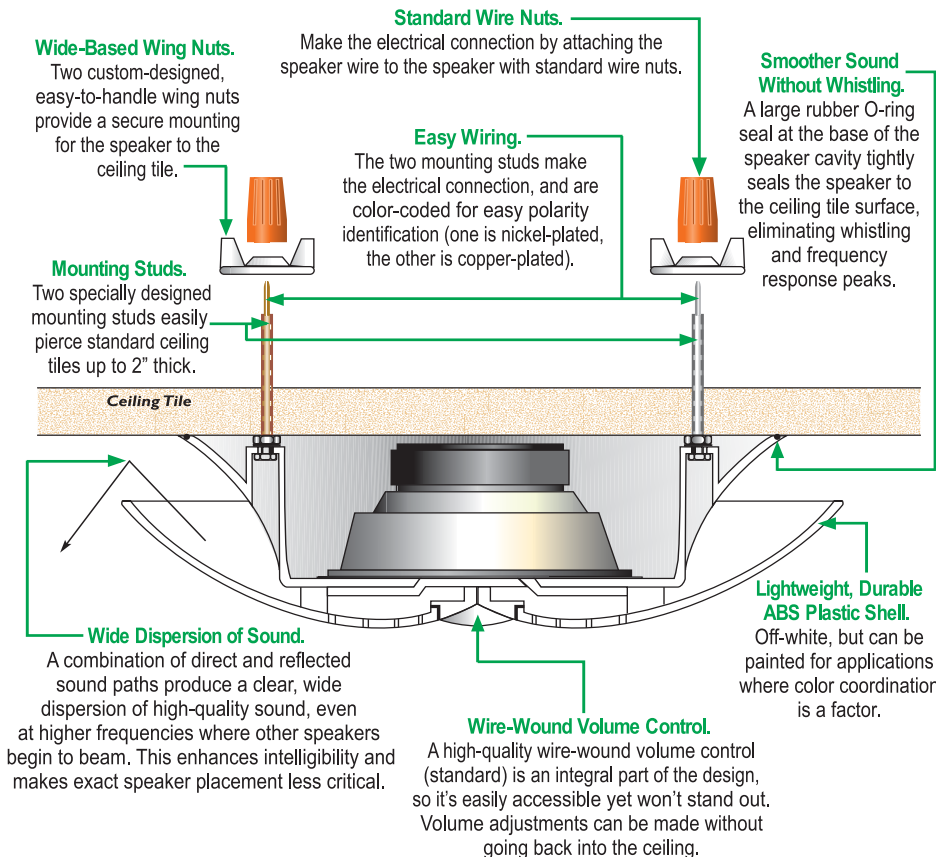 Standard Wire Nuts.
Make the electrical connection by attaching the
speaker wire to the speaker with standard wire nuts.
Wide-Based Wing Nuts.
Two custom-designed,
easy-to-handle wing nuts
provide a secure mounting
for the speaker to the
ceiling tile.
Smoother Sound
Without Whistling.
A large rubber O-ring
seal at the base of the
speaker cavity tightly
seals the speaker to
the ceiling tile surface,
eliminating whistling
and frequency
response peaks.
Easy Wiring.
The two mounting studs make
the electrical connection, and are
color-coded for easy polarity
identification (one is nickel-plated,
the other is copper-plated).
Mounting Studs.
Two specially designed
mounting studs easily
pierce standard ceiling
tiles up to 2” thick.
Ceiling Tile
Lightweight, Durable
ABS Plastic Shell.
Off-white, but can be
painted for applications
where color coordination
is a factor.
Wide Dispersion of Sound.
A combination of direct and reflected
sound paths produce a clear, wide
dispersion of high-quality sound, even
at higher frequencies where other speakers
begin to beam. This enhances intelligibility and
makes exact speaker placement less critical.
Wire-Wound Volume Control.
A high-quality wire-wound volume control
(standard) is an integral part of the design,
so it’s easily accessible yet won’t stand out.
Volume adjustments can be made without
going back into the ceiling.